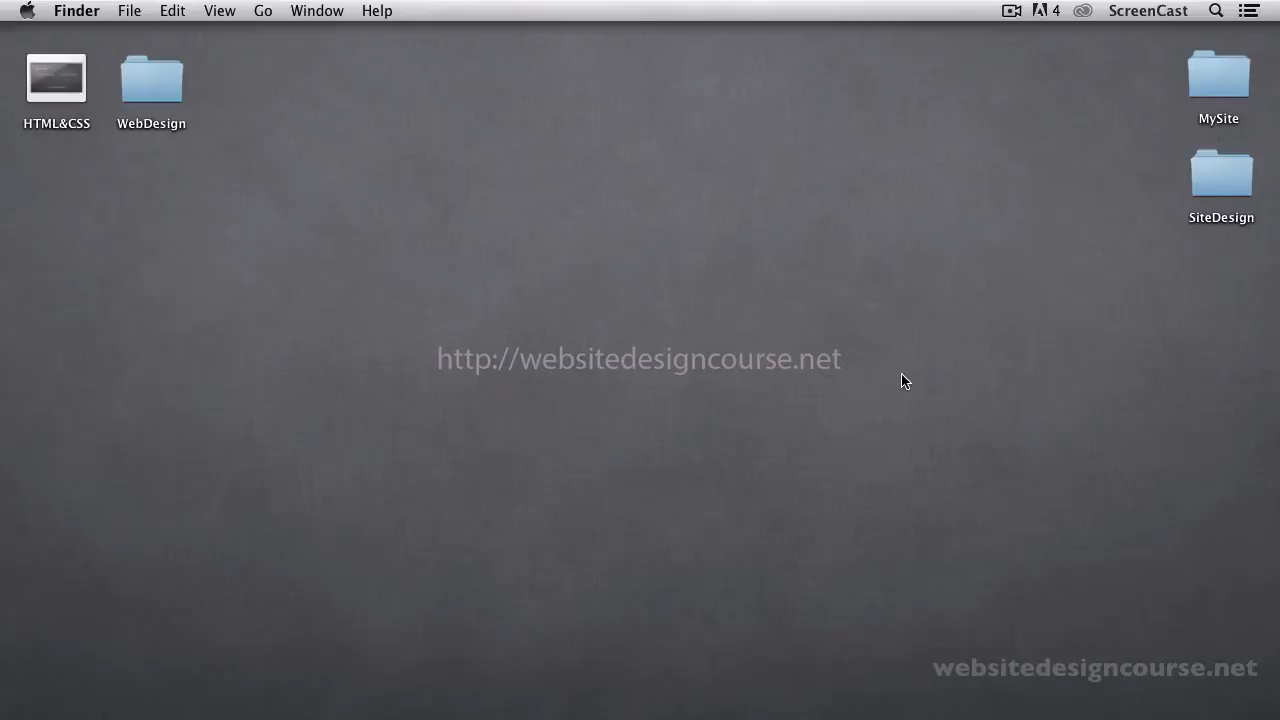 Finder File Edit View Go Window Help 4 ScreenCast
HTML&CSS WebDesign MySite
SiteDesign
http://websitedesigncourse.net
websitedesigncourse.net